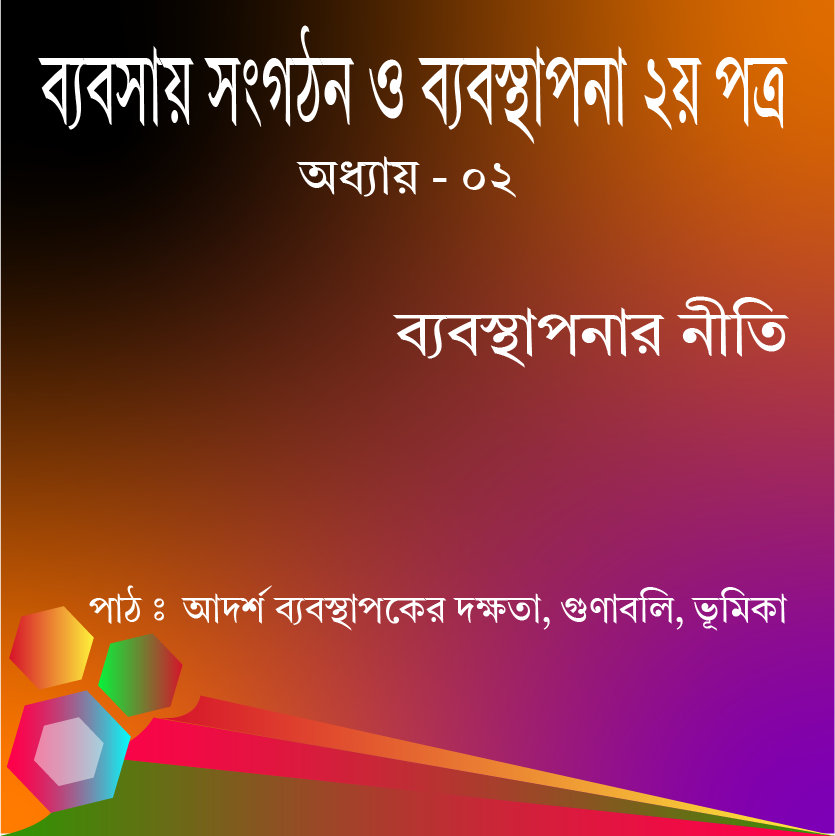 ব্যবসায় সংগঠন ও ব্যবস্থাপনা ২য় পত্র
অধ্যায় - ০২
ব্যবস্থাপনার নীতি
পাঠ ঃ আদর্শ ব্যবস্থাপকের দক্ষতা, গুণাবলি, ভূমিকা